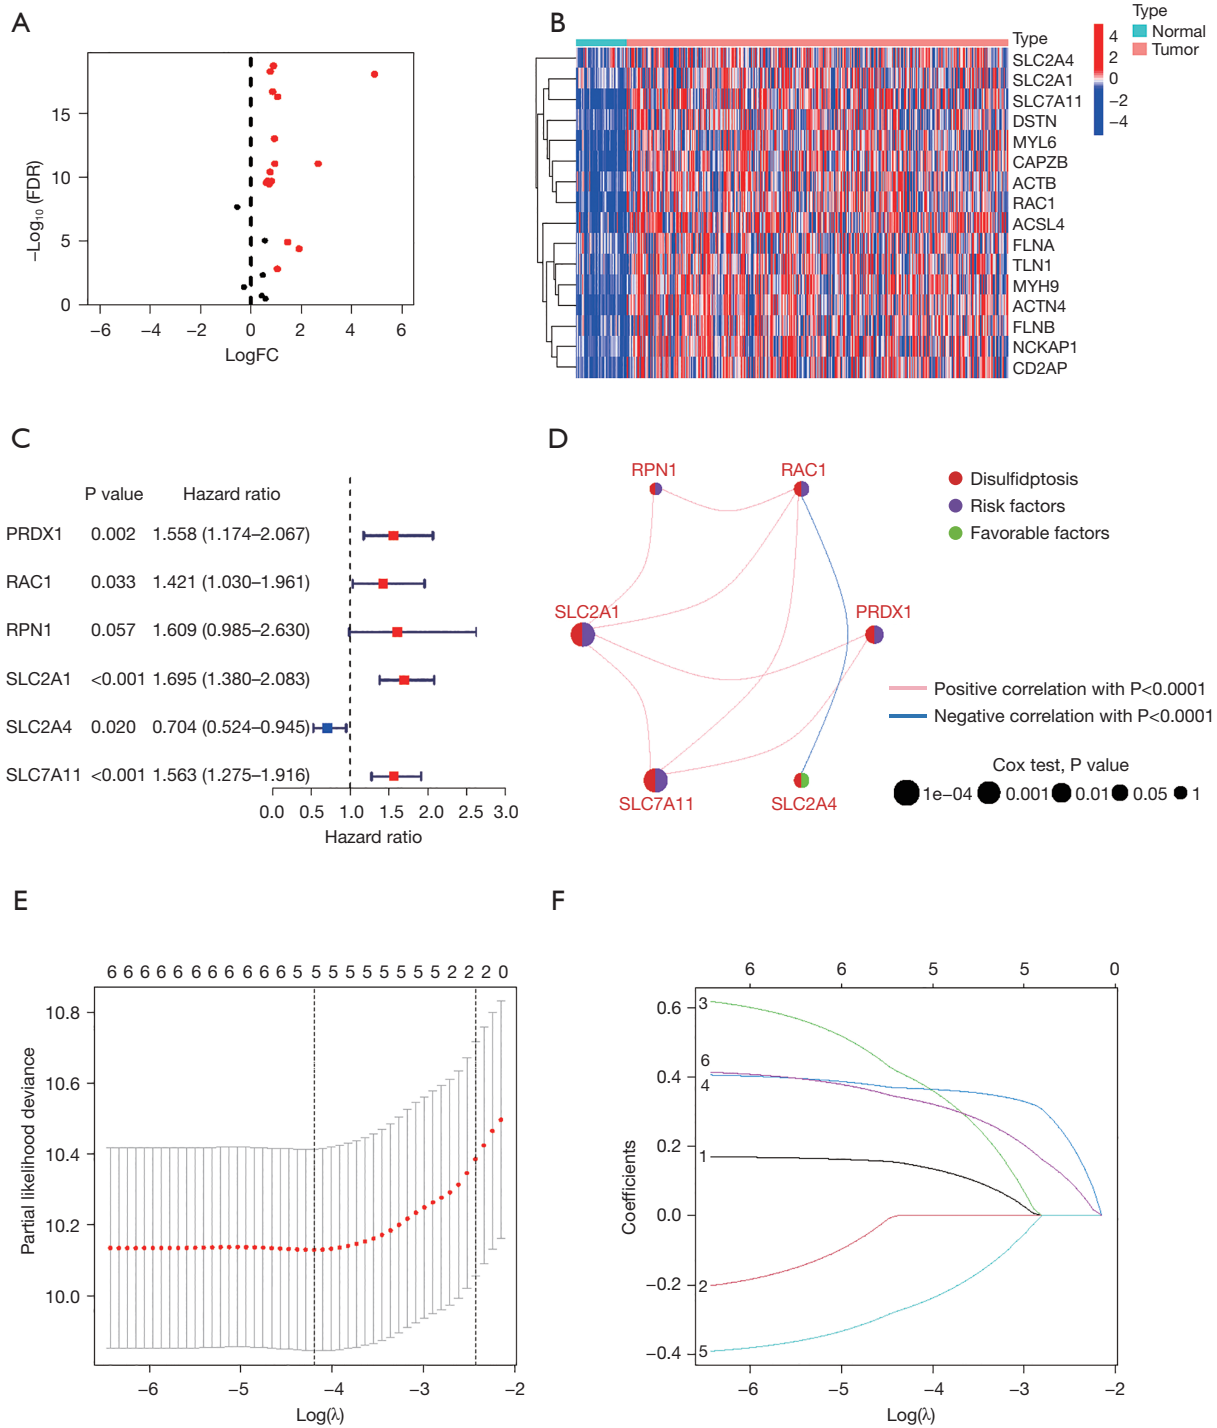 A
−Log10 (FDR)
15
10
5
0
−6 −4 −2 0 2 4 6
LogFC
B
Type
Normal
Tumor
4
2
0
−2
−4
Type
SLC2A4
SLC2A1
SLC7A11
DSTN
MYL6
CAPZB
ACTB
RAC1
ACSL4
FLNA
TLN1
MYH9
ACTN4
FLNB
NCKAP1
CD2AP
C
P value Hazard ratio
PRDX1 0.002 1.558 (1.174–2.067)
RAC1 0.033 1.421 (1.030–1.961)
RPN1 0.057 1.609 (0.985–2.630)
SLC2A1 <0.001 1.695 (1.380–2.083)
SLC2A4 0.020 0.704 (0.524–0.945)
SLC7A11 <0.001 1.563 (1.275–1.916)
0.0 0.5 1.0 1.5 2.0 2.5 3.0
Hazard ratio
D
RPN1 RAC1
SLC2A1 PRDX1
SLC7A11 SLC2A4
Disulfidptosis
Risk factors
Favorable factors
Positive correlation with P<0.0001
Negative correlation with P<0.0001
Cox test, P value
1e−04 0.001 0.01 0.05 1
E
6 6 6 6 6 6 6 6 6 6 6 5 5 5 5 5 5 5 5 5 2 2 2 0
Partial likelihood deviance
10.8
10.6
10.4
10.2
10.0
−6 −5 −4 −3 −2
Log(λ)
F
6 6 5 5 0
Coefficients
0.6
0.4
0.2
0.0
−0.2
−0.4
3
6
4
1
2
5
−6 −5 −4 −3 −2
Log(λ)